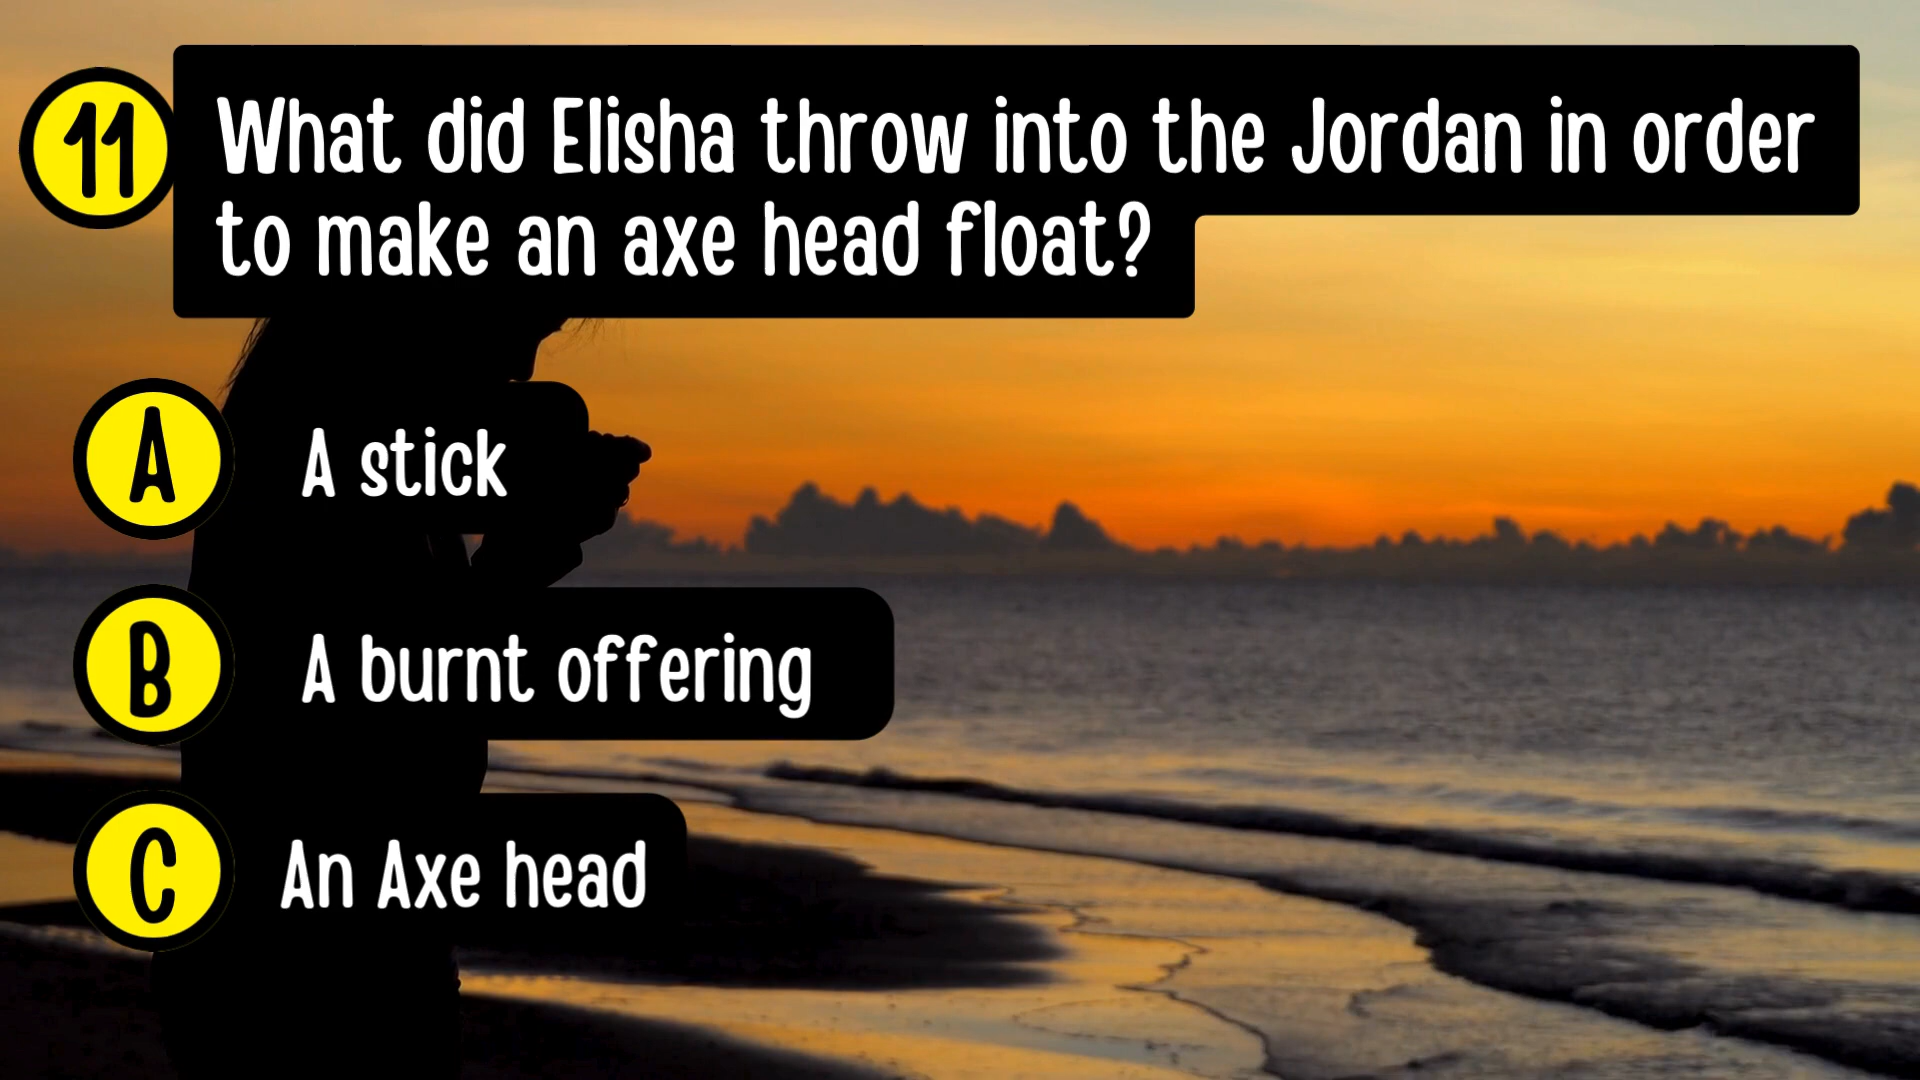 11
What did Elisha throw into the Jordan in order
to make an axe head float?
A
A stick
B
A burnt offering
C
An Axe head